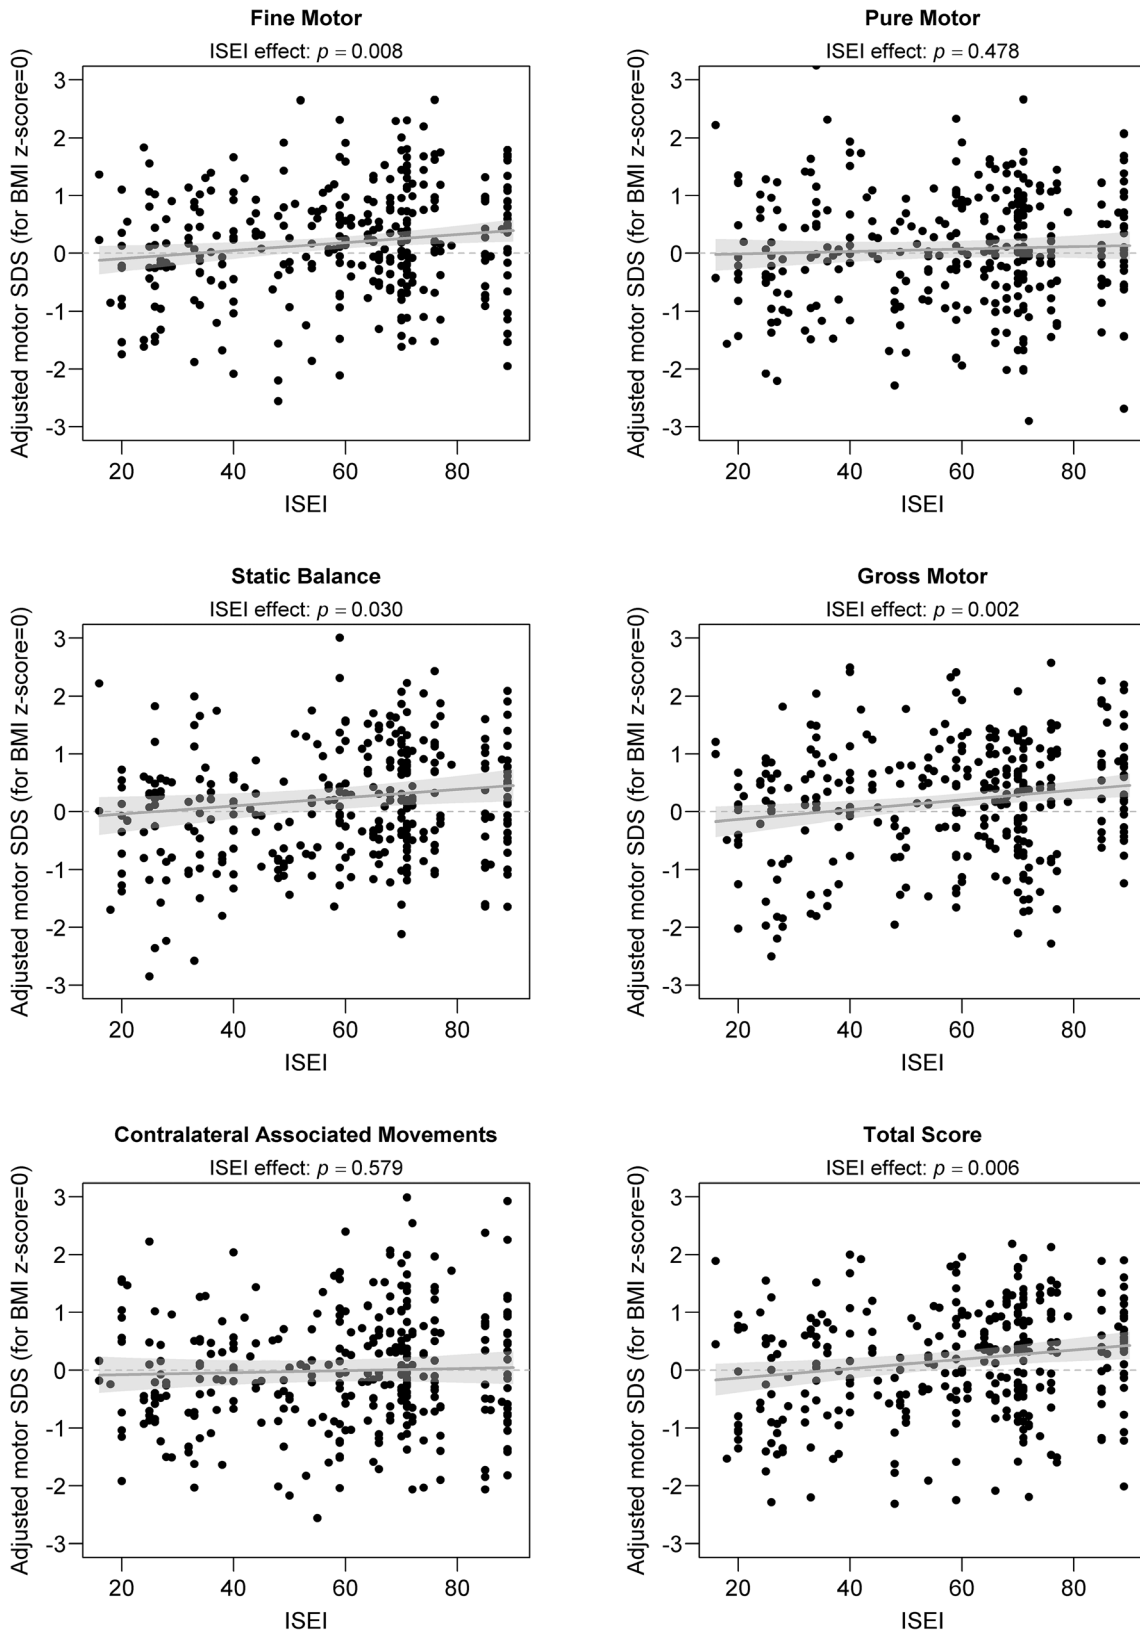 Fine Motor
ISEI effect: p = 0.008
Adjusted motor SDS (for BMI z-score=0)
3
2
1
0
-1
-2
-3
20 40 60 80
ISEI
Pure Motor
ISEI effect: p = 0.478
Adjusted motor SDS (for BMI z-score=0)
3
2
1
0
-1
-2
-3
20 40 60 80
ISEI
Static Balance
ISEI effect: p = 0.030
Adjusted motor SDS (for BMI z-score=0)
3
2
1
0
-1
-2
-3
20 40 60 80
ISEI
Gross Motor
ISEI effect: p = 0.002
Adjusted motor SDS (for BMI z-score=0)
3
2
1
0
-1
-2
-3
20 40 60 80
ISEI
Contralateral Associated Movements
ISEI effect: p = 0.579
Adjusted motor SDS (for BMI z-score=0)
3
2
1
0
-1
-2
-3
20 40 60 80
ISEI
Total Score
ISEI effect: p = 0.006
Adjusted motor SDS (for BMI z-score=0)
3
2
1
0
-1
-2
-3
20 40 60 80
ISEI